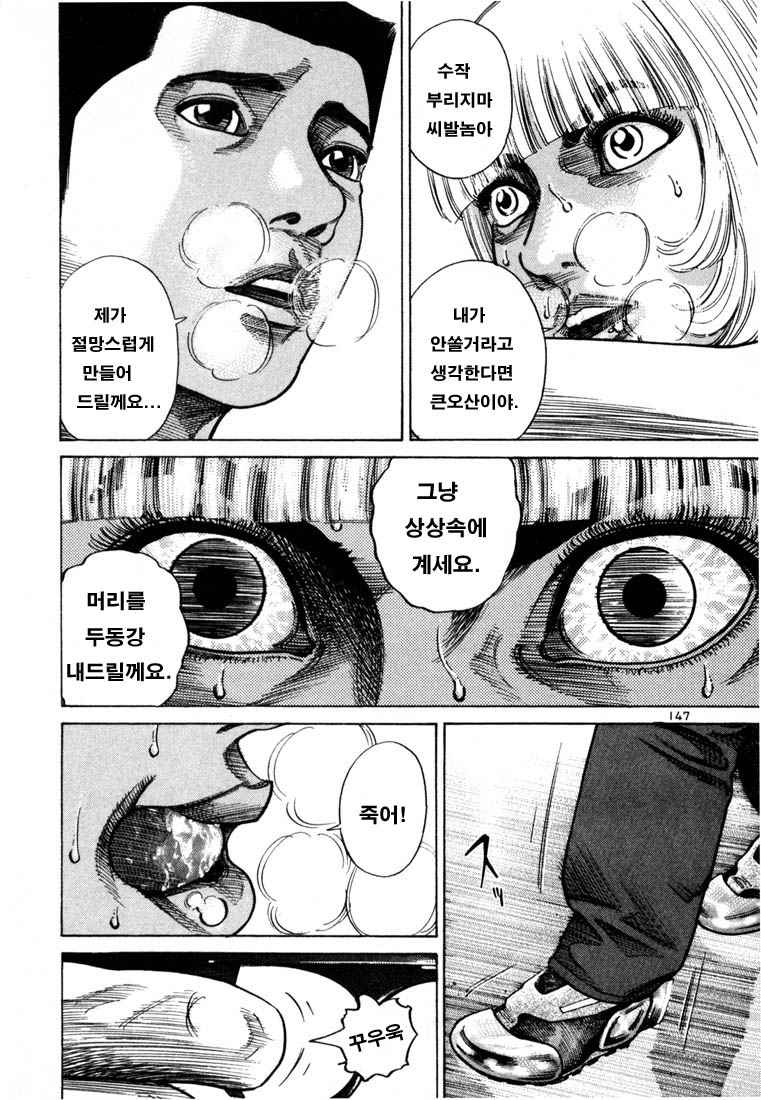 수작
부리지마
씨발놈아
내가
안쏠거라고
생각한다면
큰오산이야.
제가
절망스럽게
만들어
드릴께요...
그냥
상상속에
계세요.
머리를
두동강
내드릴께요.
147
죽어!
ズッ
꾸우욱